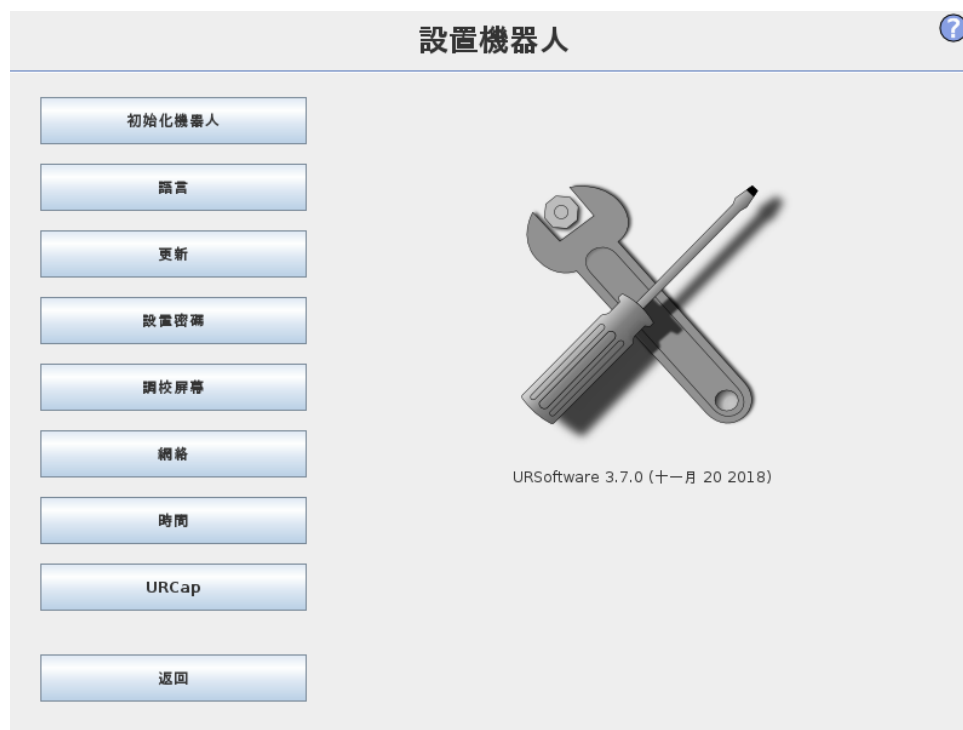 設置機器人
?
初始化機器人
語言
更新
設置密碼
調校屏幕
網絡
時間
URCap
返回
URSoftware 3.7.0 (十一月 20 2018)